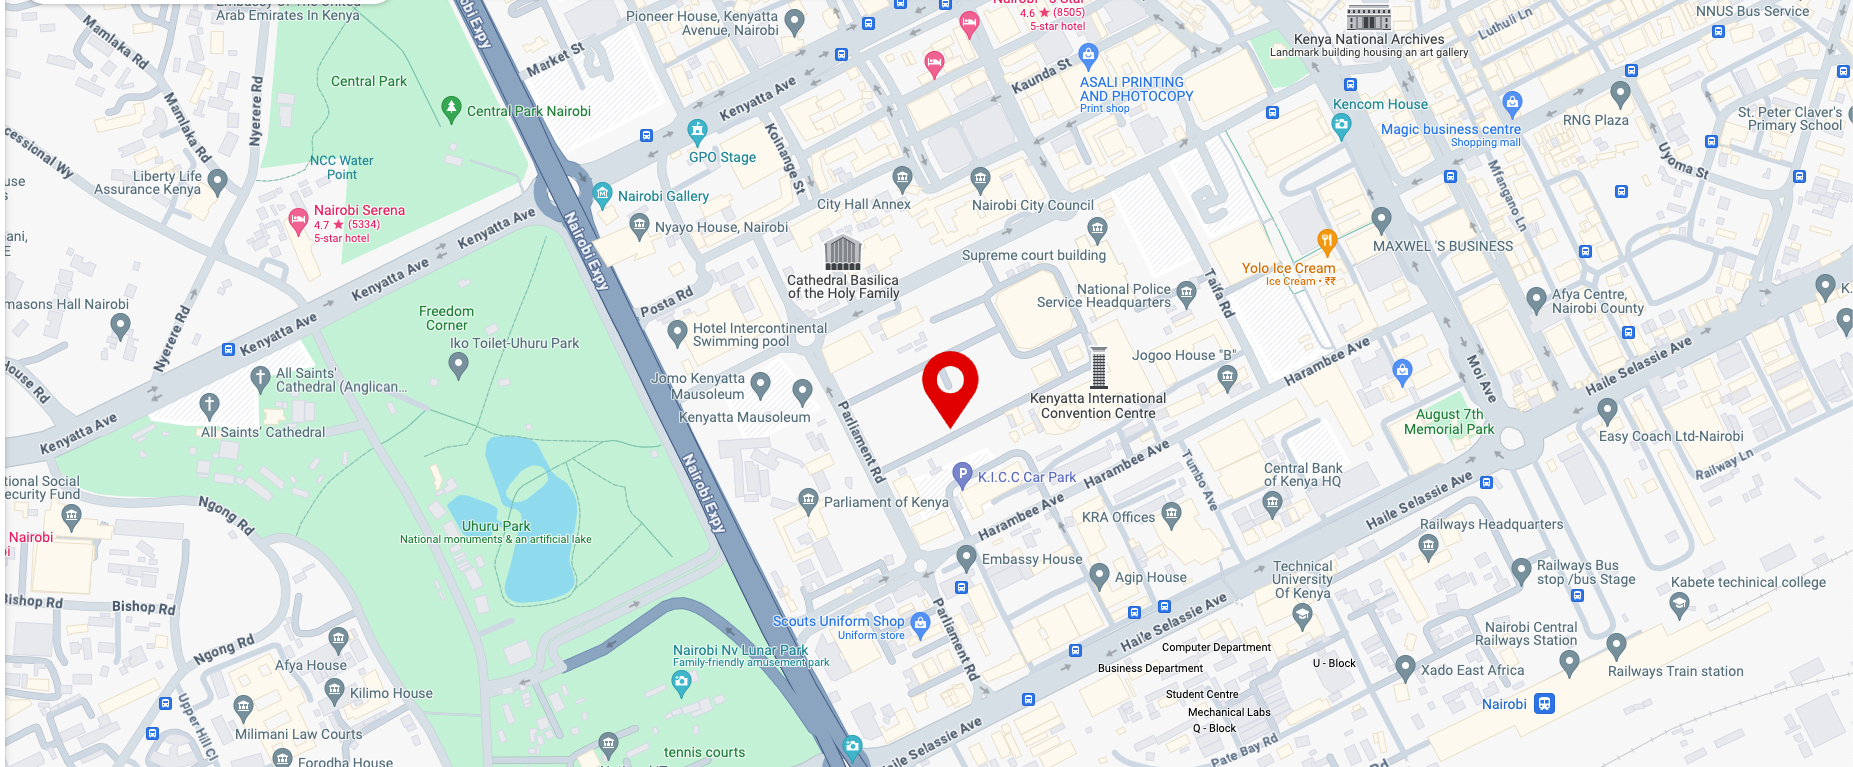 Embassy of The United
Arab Emirates In Kenya
Mamlaka Rd
Mamlaka Rd
Nyerere Rd
Central Park
Central Park Nairobi
NCC Water
Point
Liberty Life
Assurance Kenya
Nairobi Serena
4.7 ★ (5334)
5-star hotel
Kenyatta Ave
Kenyatta Ave
Kenyatta Ave
Kenyatta Ave
Nyerere Rd
masons Hall Nairobi
House Rd
Freedom
Corner
Iko Toilet-Uhuru Park
All Saints'
Cathedral (Anglican...
All Saints' Cathedral
Ngong Rd
Uhuru Park
National monuments & an artificial lake
Nairobi
Bishop Rd
Bishop Rd
Ngong Rd
Afya House
Kilimo House
Upper Hill Cl
Milimani Law Courts
Forodha House
tennis courts
Nairobi Nv Lunar Park
Family-friendly amusement park
Nairobi Expy
Nairobi Expy
Market St
Pioneer House, Kenyatta
Avenue, Nairobi
Kenyatta Ave
GPO Stage
Koinange St
Nairobi Gallery
Nyayo House, Nairobi
City Hall Annex
Nairobi City Council
Cathedral Basilica
of the Holy Family
Supreme court building
National Police
Service Headquarters
Posta Rd
Hotel Intercontinental
Swimming pool
Jomo Kenyatta
Mausoleum
Kenyatta Mausoleum
Parliament Rd
Parliament of Kenya
K.I.C.C Car Park
Kenyatta International
Convention Centre
Jogoo House "B"
Harambee Ave
Harambee Ave
Harambee Ave
Taifa Rd
Tumbo Ave
KRA Offices
Embassy House
Agip House
Scouts Uniform Shop
Uniform store
Parliament Rd
Haile Selassie Ave
Haile Selassie Ave
Haile Selassie Ave
Haile Selassie Ave
4.6 ★ (8505)
5-star hotel
Kaunda St
ASALI PRINTING
AND PHOTOCOPY
Print shop
Kenya National Archives
Landmark building housing an art gallery
Kencom House
Luthuli Ln
NNUS Bus Service
Magic business centre
Shopping mall
RNG Plaza
St. Peter Claver's
Primary School
Uyoma St
Mfangano Ln
MAXWEL 'S BUSINESS
Yolo Ice Cream
Ice Cream • ₹₹
Afya Centre,
Nairobi County
Moi Ave
August 7th
Memorial Park
Easy Coach Ltd-Nairobi
Railway Ln
Central Bank
of Kenya HQ
Railways Headquarters
Technical
University
Of Kenya
Railways Bus
stop /bus Stage
Kabete techinical college
Nairobi Central
Railways Station
Railways Train station
Xado East Africa
Nairobi
Computer Department
Business Department
U - Block
Student Centre
Mechanical Labs
Q - Block
Pate Bay Rd